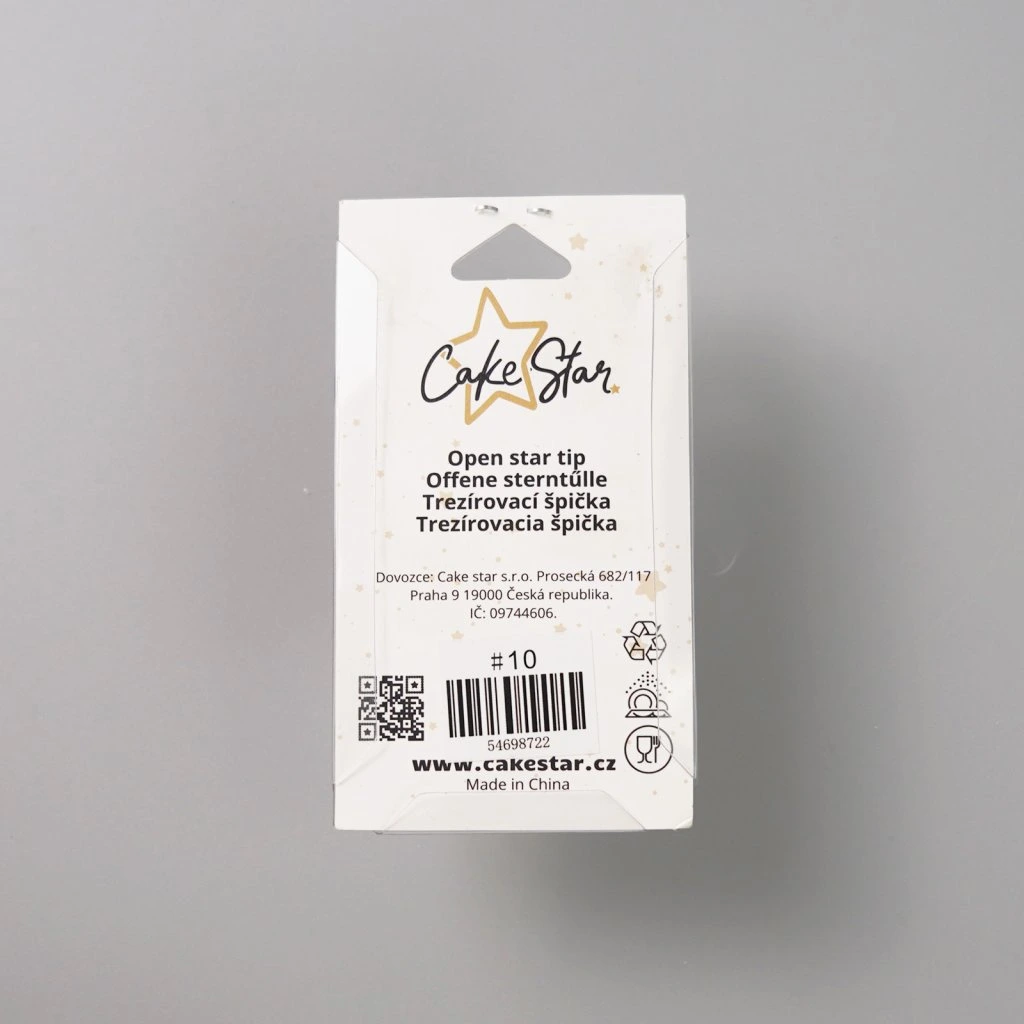 Cake Star
Open star tip
Offene sterntűlle
Trezírovací špička
Trezírovacia špička
Dovozce: Cake star s.r.o. Prosecká 682/117
Praha 9 19000 Česká republika.
IČ: 09744606.
#10
54698722
www.cakestar.cz
Made in China